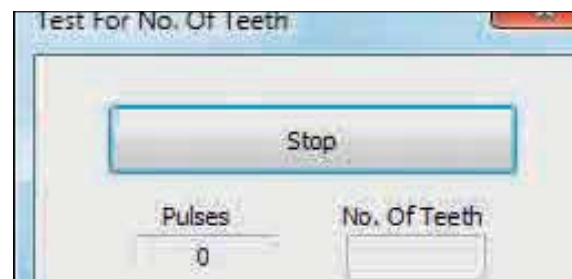 Test For No. Of Teeth
Stop
Pulses No. Of Teeth
0